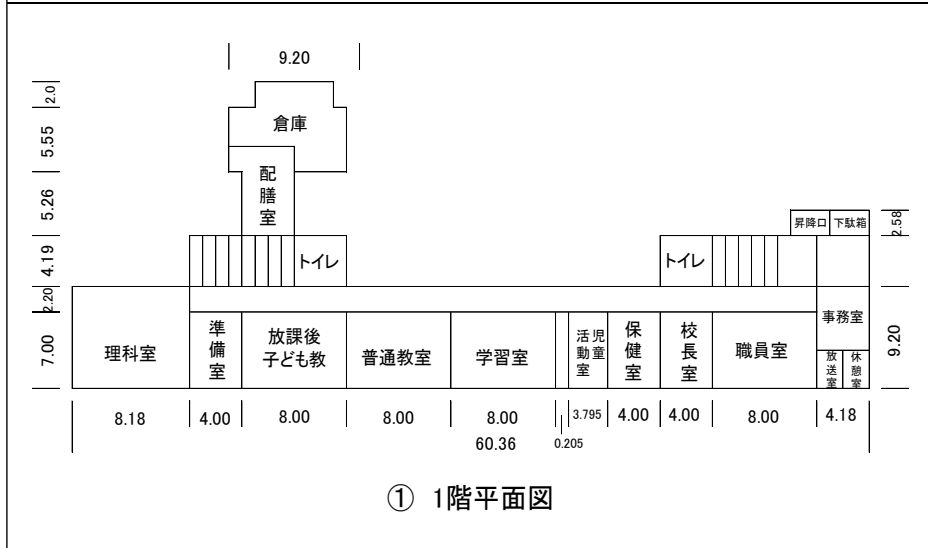 9.20
2.0
5.55
5.26
4.19
2.20
7.00
倉庫
配膳室
トイレ
トイレ
昇降口
下駄箱
2.58
9.20
理科室
準備室
放課後
子ども教
普通教室
学習室
児童
活動室
保健室
校長室
職員室
事務室
放送室
休憩室
8.18
4.00
8.00
8.00
8.00
3.795
4.00
4.00
8.00
4.18
60.36
0.205
① 1階平面図